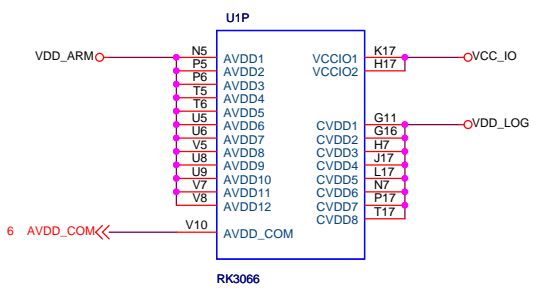 U1P
VDD_ARM N5 AVDD1 VCCIO1 K17 VCC_IO
P5 AVDD2 VCCIO2 H17
P6 AVDD3
T5 AVDD4
T6 AVDD5
U5 AVDD6 CVDD1 G11 VDD_LOG
U6 AVDD7 CVDD2 G16
V5 AVDD8 CVDD3 H7
U8 AVDD9 CVDD4 J17
U9 AVDD10 CVDD5 L17
V7 AVDD11 CVDD6 N7
V8 AVDD12 CVDD7 P17
CVDD8 T17
6 AVDD_COM V10 AVDD_COM
RK3066